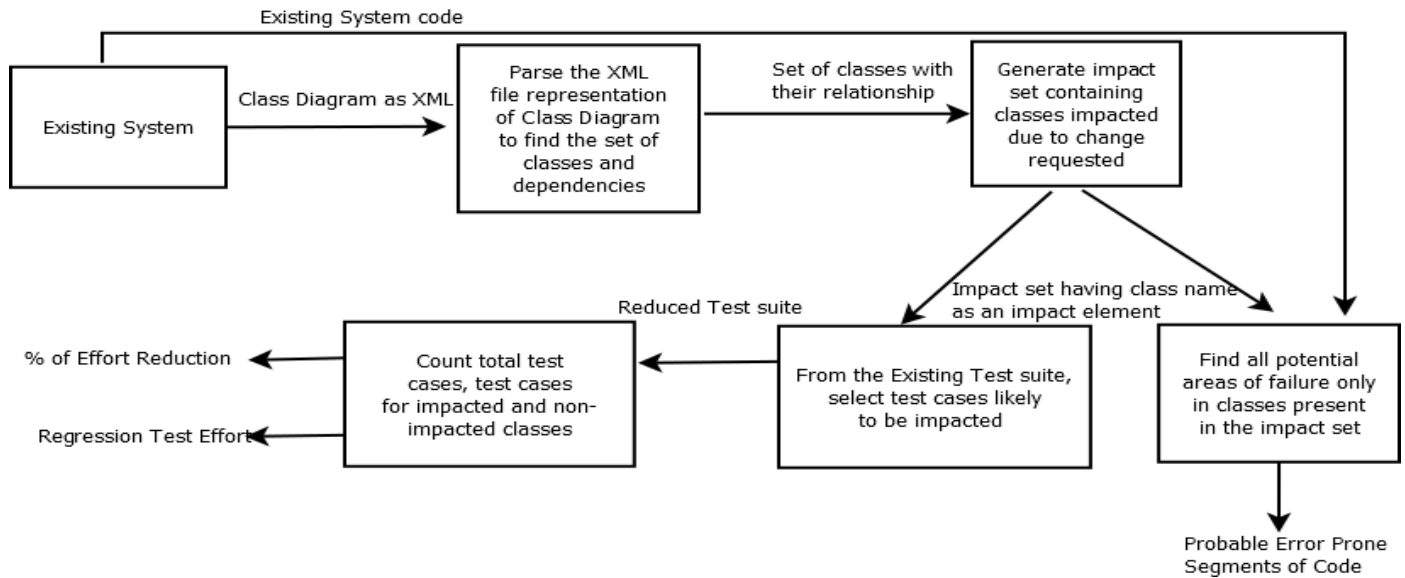 Existing System code
Existing System
Class Diagram as XML
Parse the XML
file representation
of Class Diagram
to find the set of
classes and
dependencies
Set of classes with
their relationship
Generate impact
set containing
classes impacted
due to change
requested
Impact set having class name
as an impact element
Reduced Test suite
% of Effort Reduction
Regression Test Effort
Count total test
cases, test cases
for impacted and non-
impacted classes
From the Existing Test suite,
select test cases likely
to be impacted
Find all potential
areas of failure only
in classes present
in the impact set
Probable Error Prone
Segments of Code